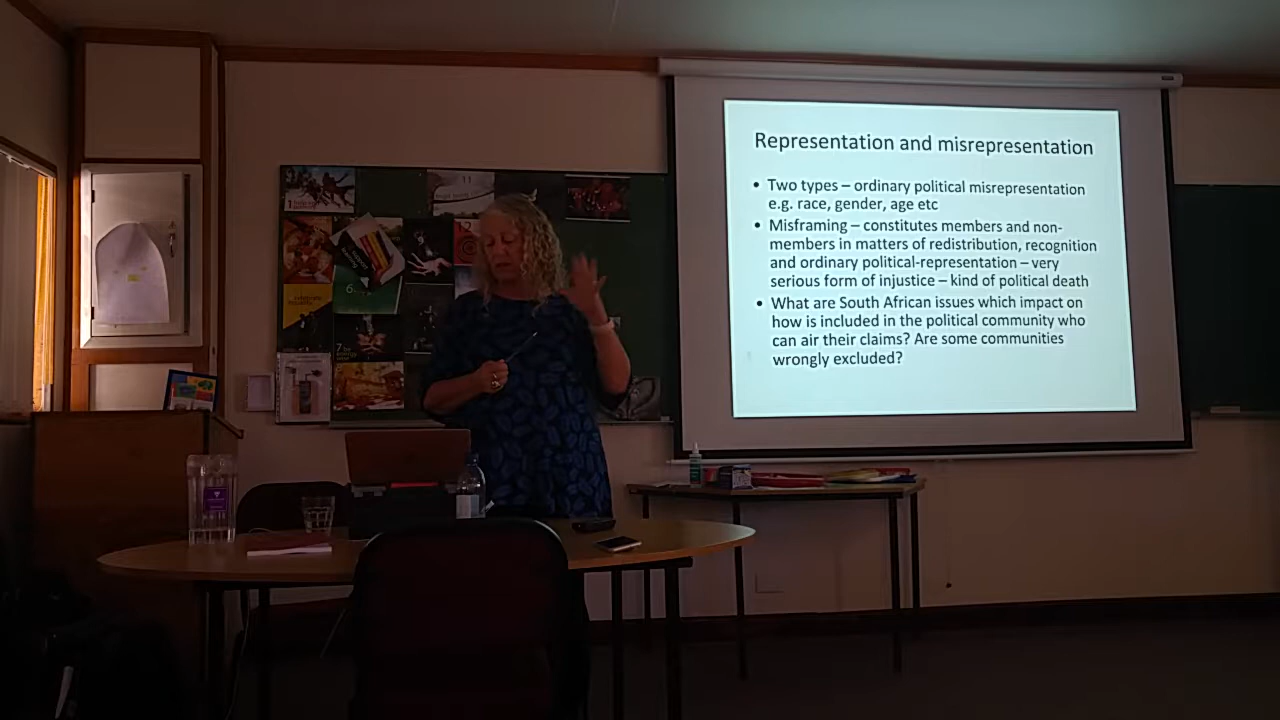 Representation and misrepresentation
• Two types – ordinary political misrepresentation
e.g. race, gender, age etc
• Misframing – constitutes members and non-
members in matters of redistribution, recognition
and ordinary political-representation – very
serious form of injustice – kind of political death
• What are South African issues which impact on
how is included in the political community who
can air their claims? Are some communities
wrongly excluded?